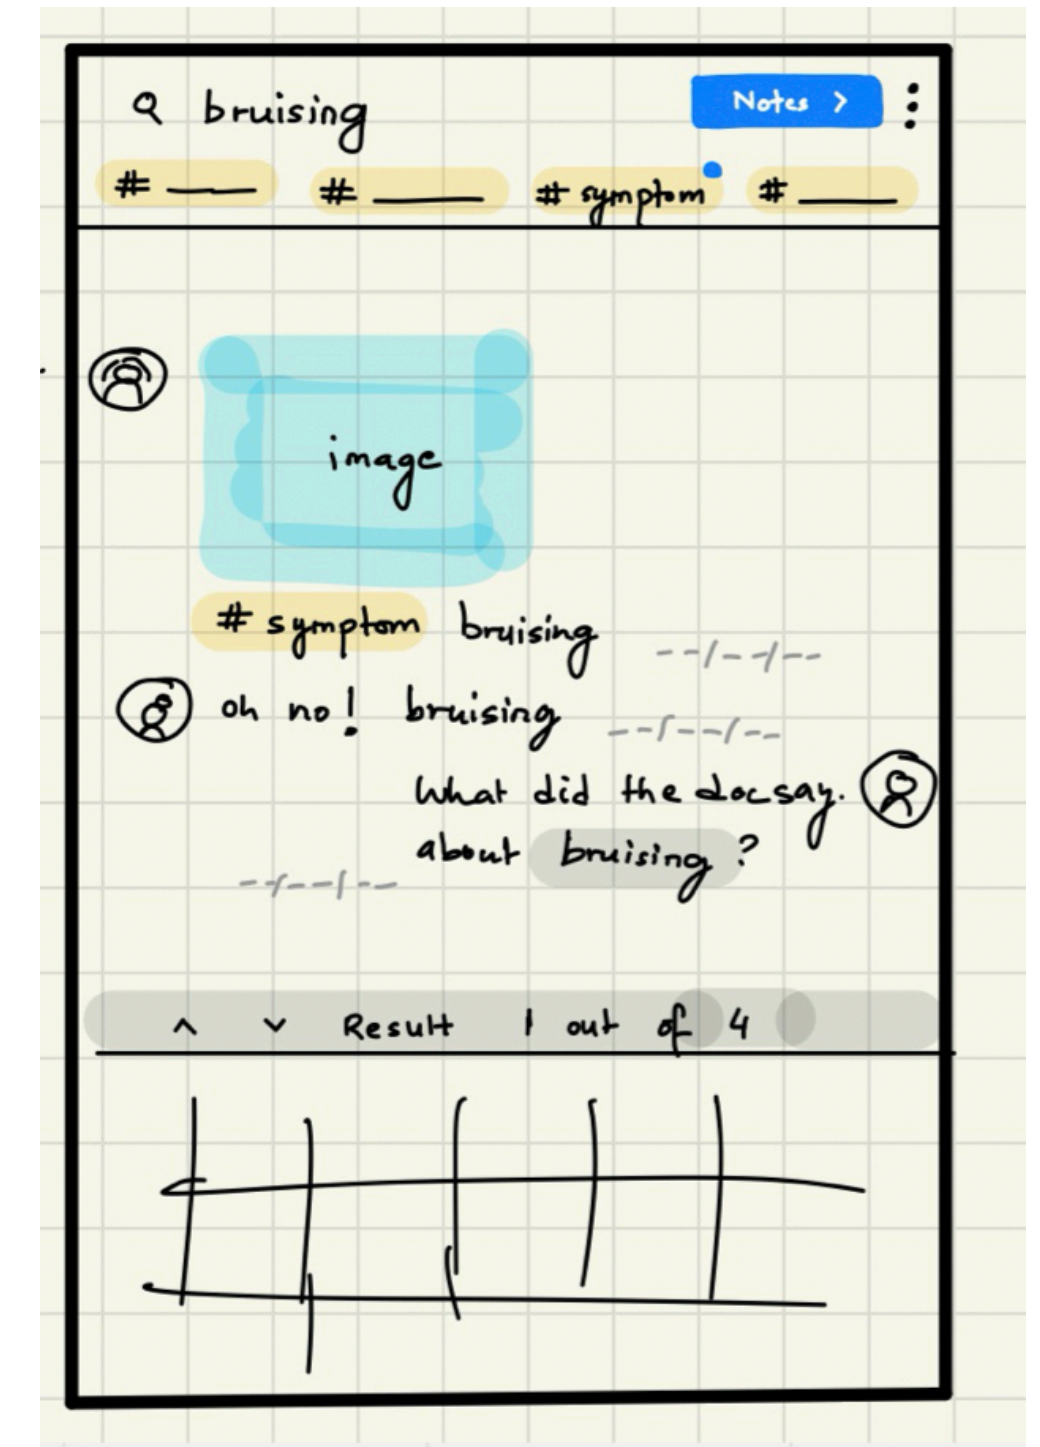 bruising
Notes >
# # # symptom #
image
# symptom bruising
oh no! bruising
What did the doc say.
about bruising ?
Result 1 out of 4